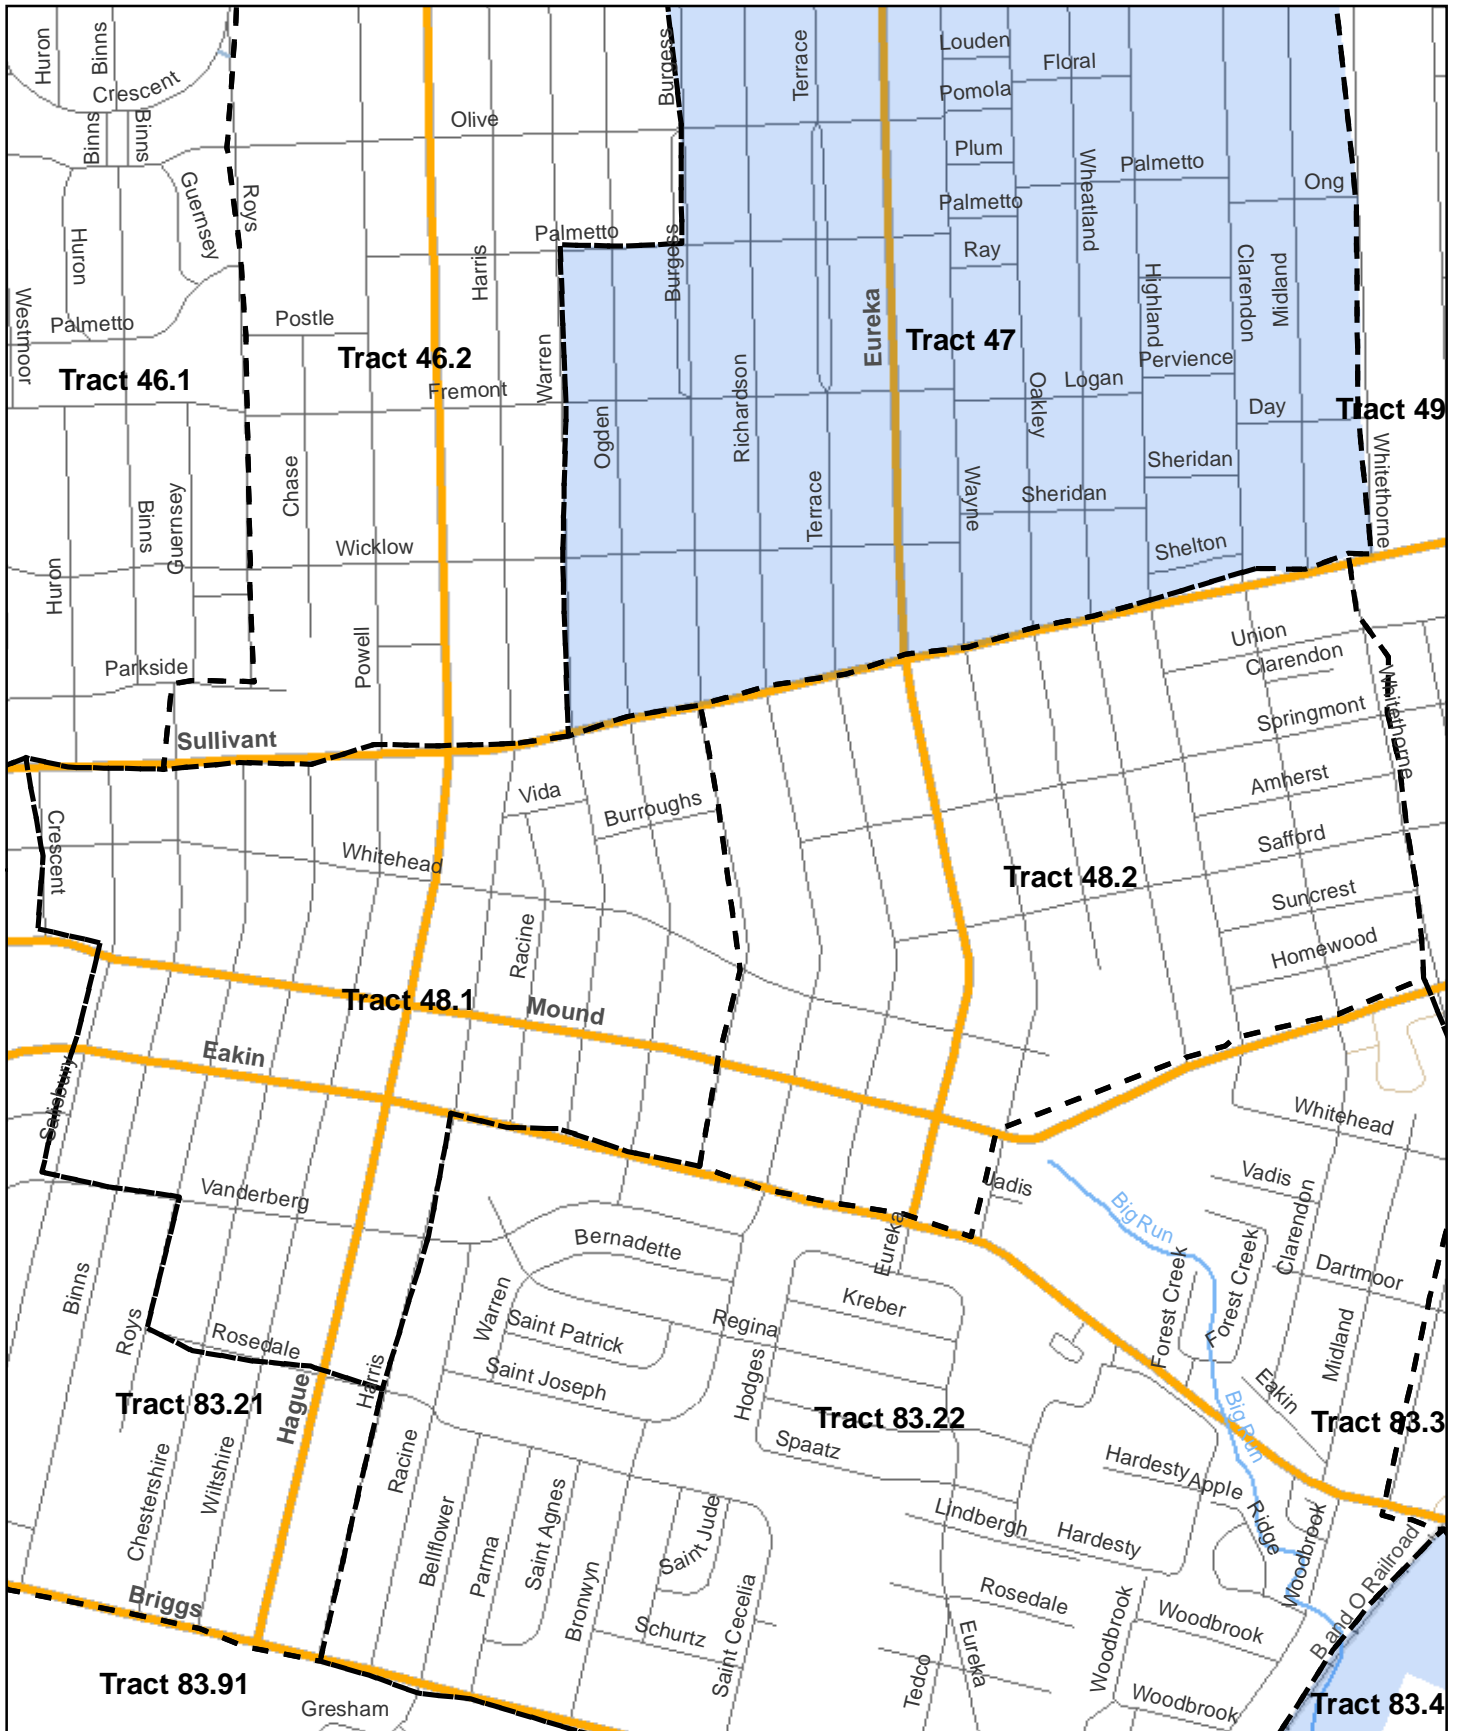 Huron
Binns
Crescent
Binns
Binns
Guernsey
Roys
Olive
Burgess
Terrace
Louden
Floral
Pomola
Plum
Palmetto
Wheatland
Palmetto
Ong
Ray
Huron
Westmoor
Palmetto
Postle
Harris
Palmetto
Burgess
Warren
Eureka
Highland
Clarendon
Midland
Pervience
Tract 46.1
Tract 46.2
Tract 47
Fremont
Logan
Day
Tract 49
Ogden
Richardson
Oakley
Chase
Binns
Guernsey
Terrace
Wayne
Sheridan
Sheridan
Whitethorne
Huron
Wicklow
Shelton
Powell
Parkside
Union
Clarendon
Springmont
Whitethorne
Sullivant
Crescent
Vida
Burroughs
Amherst
Whitehead
Safford
Tract 48.2
Suncrest
Racine
Homewood
Tract 48.1
Mound
Eakin
Salisbury
Whitehead
Vanderberg
Vadis
Vadis
Big Run
Clarendon
Bernadette
Eureka
Forest Creek
Forest Creek
Dartmoor
Binns
Warren
Kreber
Roys
Rosedale
Saint Patrick
Regina
Midland
Harris
Saint Joseph
Hodges
Eakin
Tract 83.21
Hague
Tract 83.22
Big Run
Tract 83.3
Racine
Spaatz
Hardesty
Apple
Ridge
Chestershire
Wiltshire
Bellflower
Parma
Saint Agnes
Saint Jude
Lindbergh
Hardesty
Woodbrook
B and O Railroad
Briggs
Bronwyn
Schurtz
Saint Cecelia
Rosedale
Woodbrook
Woodbrook
Eureka
Tedco
Tract 83.91
Gresham
Woodbrook
Tract 83.4